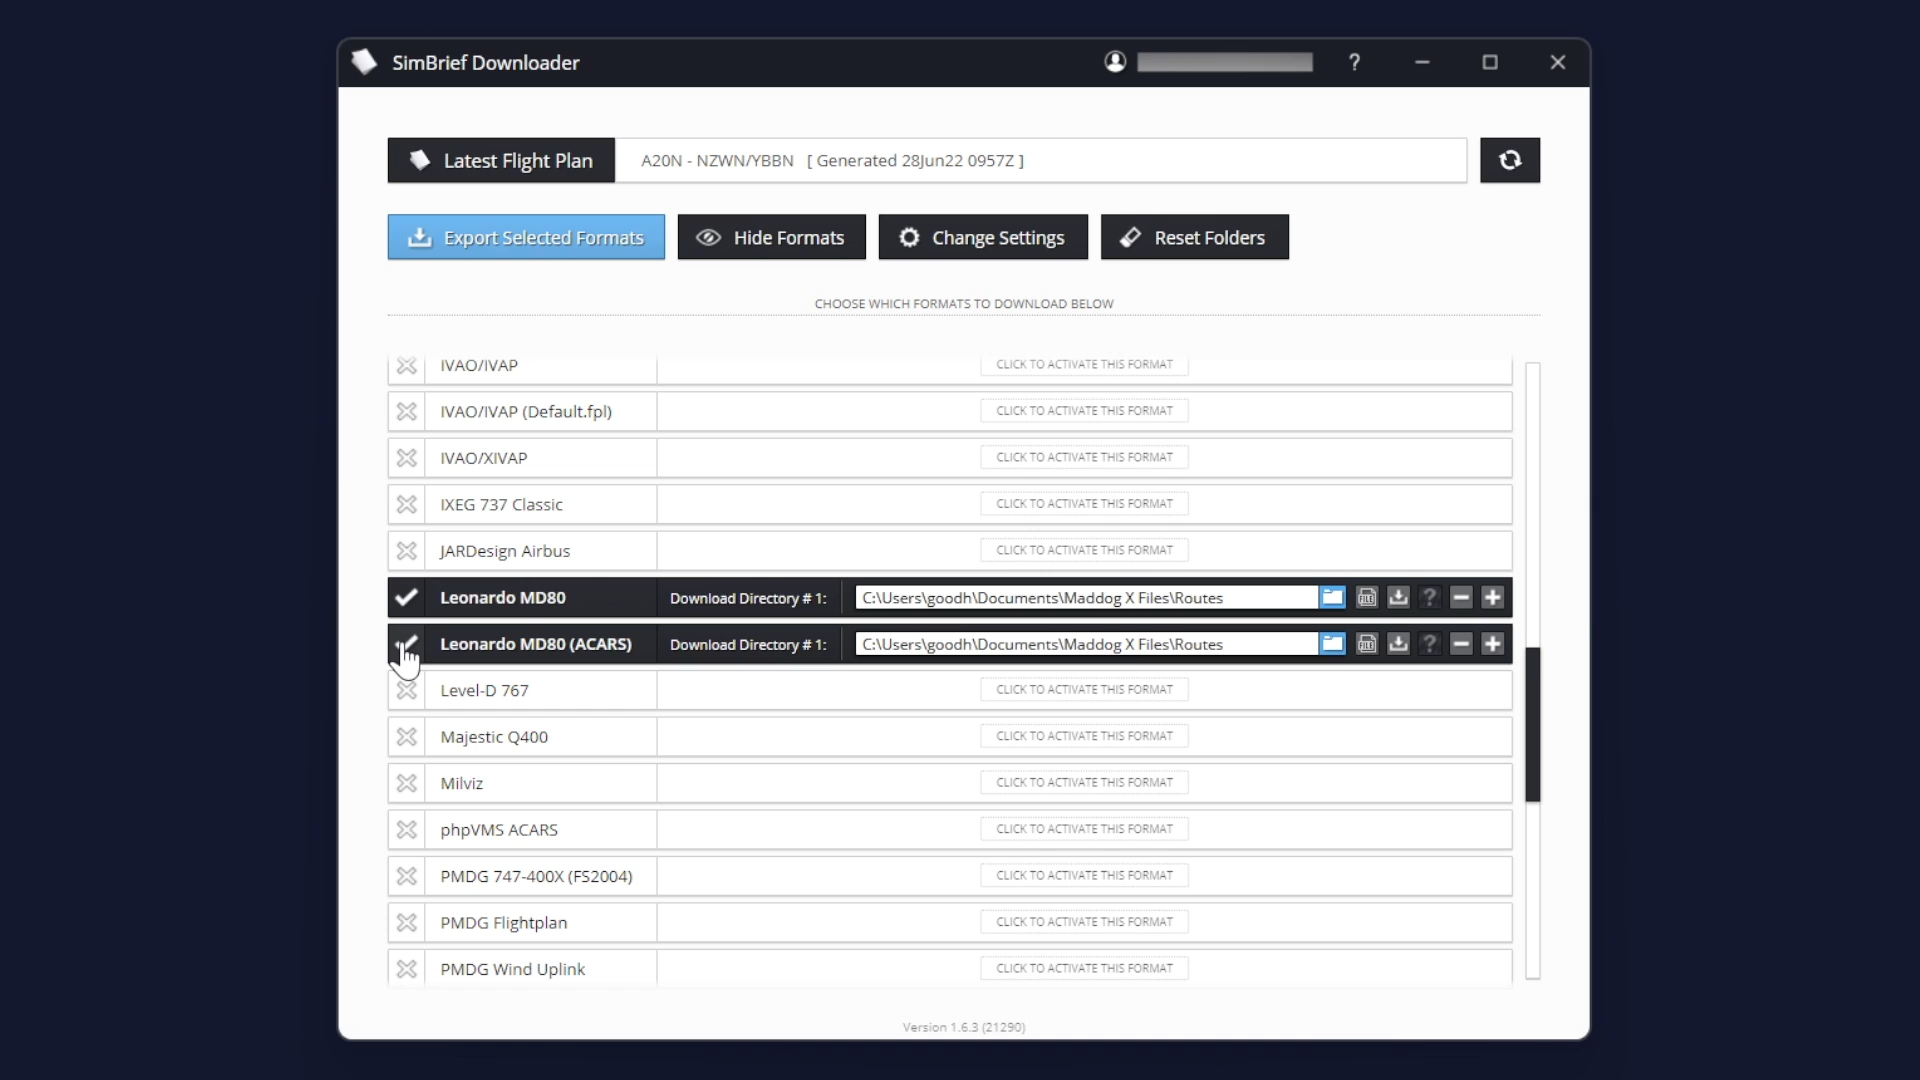 SimBrief Downloader
?
Latest Flight Plan A20N - NZWN/YBBN [ Generated 28Jun22 0957Z ]
Export Selected Formats Hide Formats Change Settings Reset Folders
CHOOSE WHICH FORMATS TO DOWNLOAD BELOW
IVAO/IVAP CLICK TO ACTIVATE THIS FORMAT
IVAO/IVAP (Default.fpl) CLICK TO ACTIVATE THIS FORMAT
IVAO/XIVAP CLICK TO ACTIVATE THIS FORMAT
IXEG 737 Classic CLICK TO ACTIVATE THIS FORMAT
JARDesign Airbus CLICK TO ACTIVATE THIS FORMAT
Leonardo MD80 Download Directory # 1: C:\Users\goodh\Documents\Maddog X Files\Routes FILE ?
Leonardo MD80 (ACARS) Download Directory # 1: C:\Users\goodh\Documents\Maddog X Files\Routes FILE ?
Level-D 767 CLICK TO ACTIVATE THIS FORMAT
Majestic Q400 CLICK TO ACTIVATE THIS FORMAT
Milviz CLICK TO ACTIVATE THIS FORMAT
phpVMS ACARS CLICK TO ACTIVATE THIS FORMAT
PMDG 747-400X (FS2004) CLICK TO ACTIVATE THIS FORMAT
PMDG Flightplan CLICK TO ACTIVATE THIS FORMAT
PMDG Wind Uplink CLICK TO ACTIVATE THIS FORMAT
Version 1.6.3 (21290)